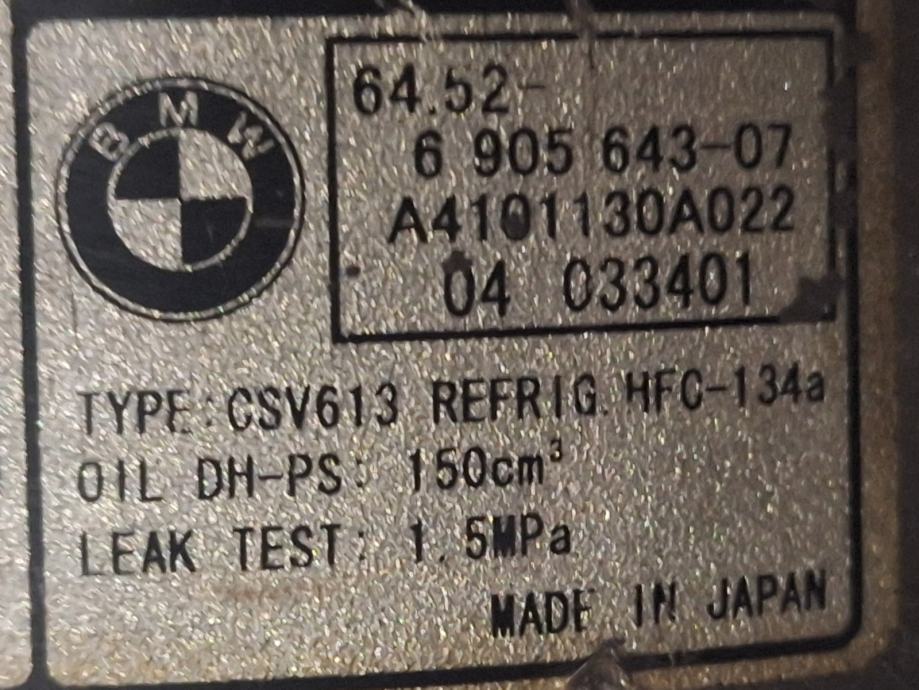 BMW
64.52-
6 905 643-07
A4101130A022
04 033401
TYPE:CSV613 REFRIG.HFC-134a
OIL DH-PS: 150cm³
LEAK TEST: 1.5MPa
MADE IN JAPAN